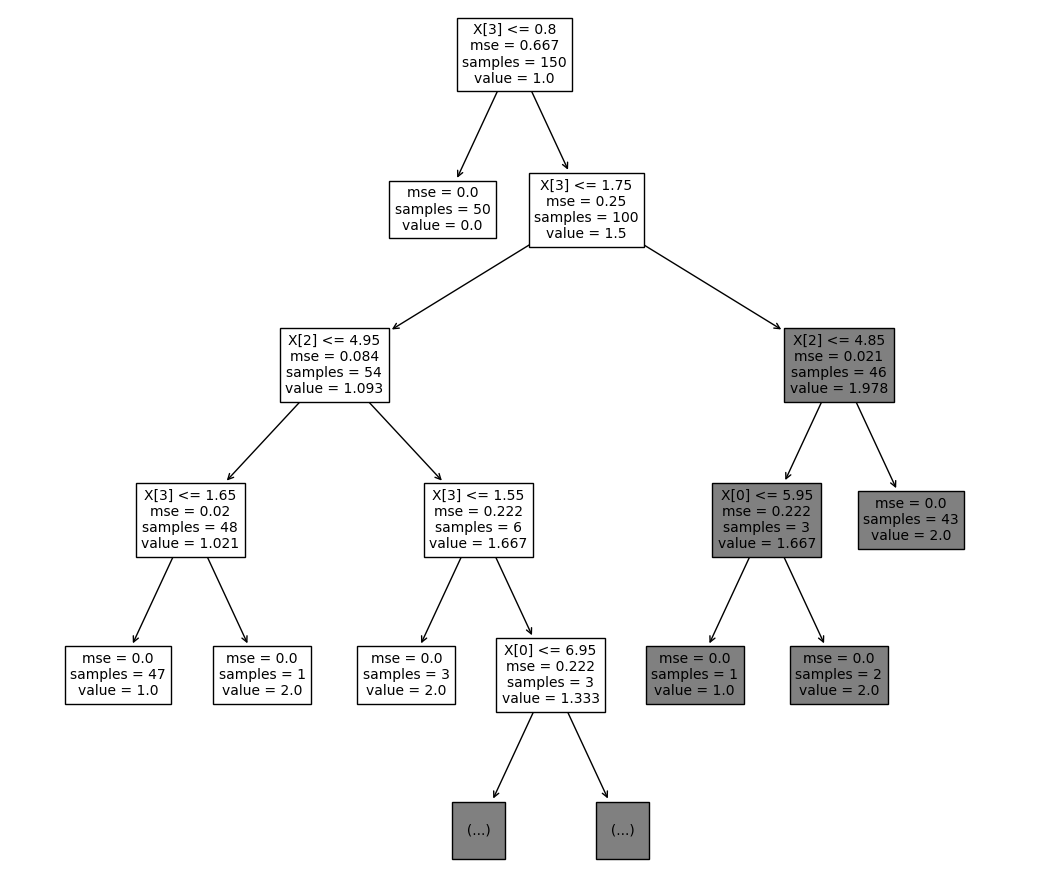 X[3] <= 0.8
mse = 0.667
samples = 150
value = 1.0
mse = 0.0
samples = 50
value = 0.0
X[3] <= 1.75
mse = 0.25
samples = 100
value = 1.5
X[2] <= 4.95
mse = 0.084
samples = 54
value = 1.093
X[2] <= 4.85
mse = 0.021
samples = 46
value = 1.978
X[3] <= 1.65
mse = 0.02
samples = 48
value = 1.021
X[3] <= 1.55
mse = 0.222
samples = 6
value = 1.667
X[0] <= 5.95
mse = 0.222
samples = 3
value = 1.667
mse = 0.0
samples = 43
value = 2.0
mse = 0.0
samples = 47
value = 1.0
mse = 0.0
samples = 1
value = 2.0
mse = 0.0
samples = 3
value = 2.0
X[0] <= 6.95
mse = 0.222
samples = 3
value = 1.333
mse = 0.0
samples = 1
value = 1.0
mse = 0.0
samples = 2
value = 2.0
(...)
(...)